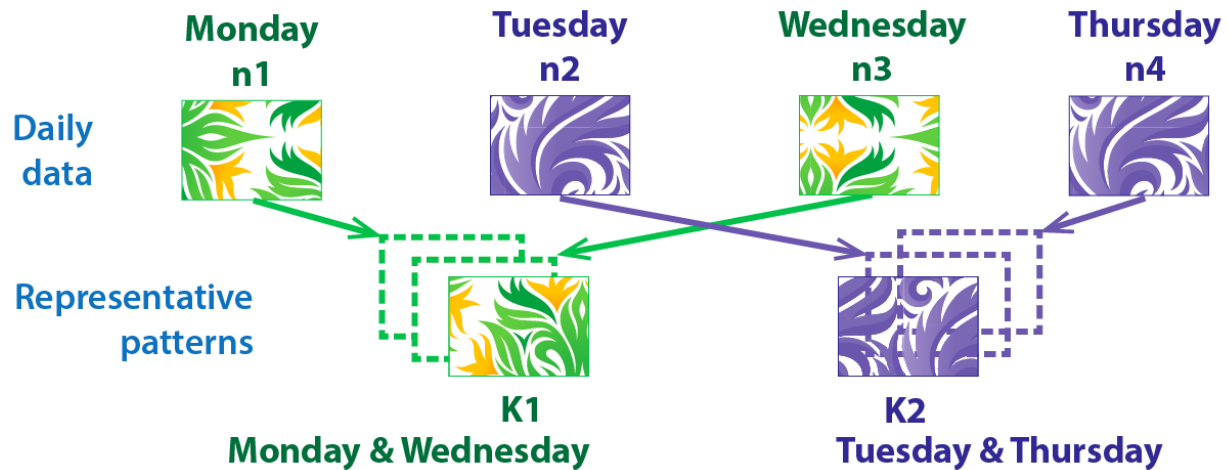 Monday
n1
Tuesday
n2
Wednesday
n3
Thursday
n4
Daily
data
Representative
patterns
K1
Monday & Wednesday
K2
Tuesday & Thursday